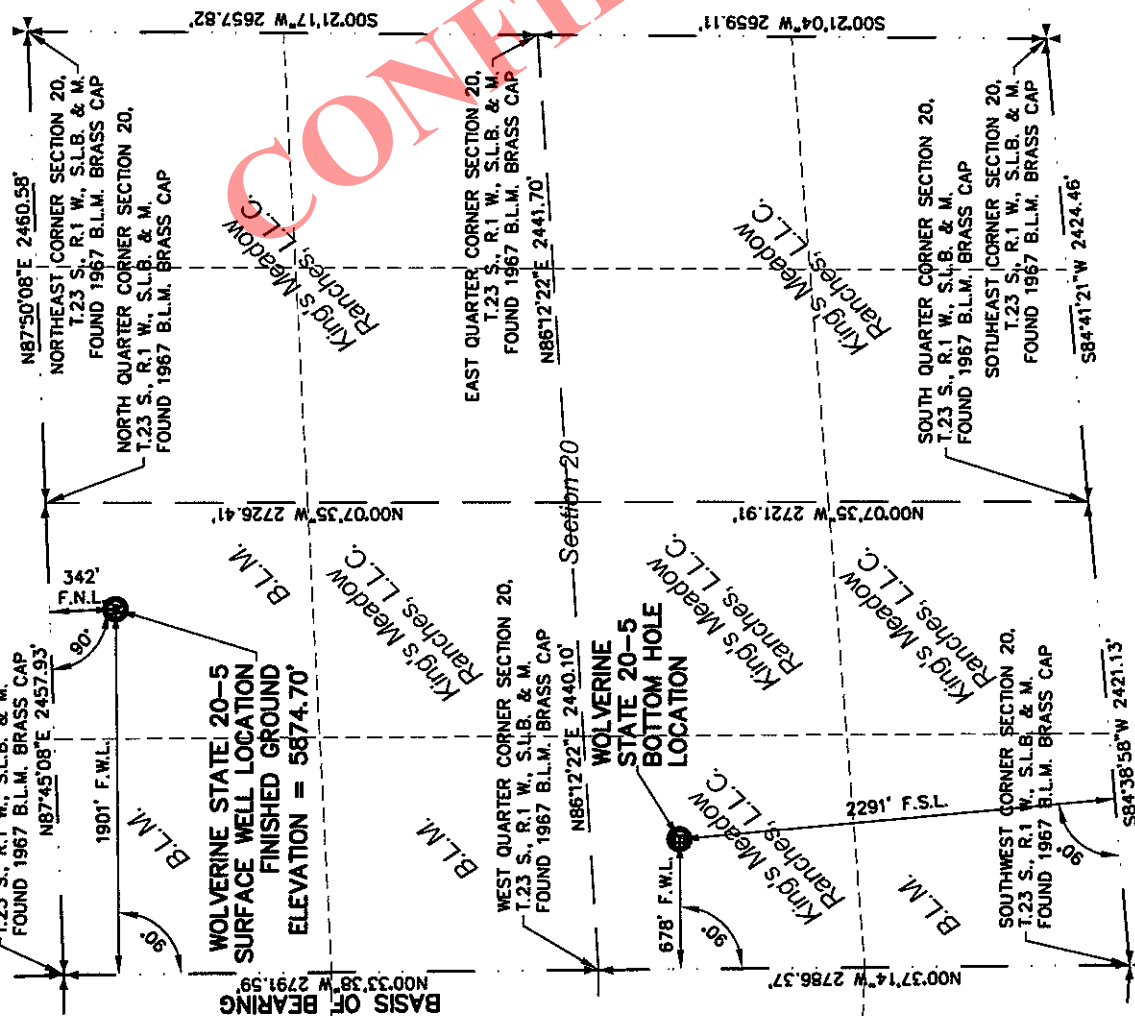 S00°21'17"W 2657.82'
S00°21'04"W 2659.11'
CONFI
N87°50'08"E 2460.58'
NORTHEAST CORNER SECTION 20,
T.23 S., R.1 W., S.L.B. & M.
FOUND 1967 B.L.M. BRASS CAP
NORTH QUARTER CORNER SECTION 20,
T.23 S., R.1 W., S.L.B. & M.
FOUND 1967 B.L.M. BRASS CAP
King's Meadow
Ranches, L.L.C.
EAST QUARTER CORNER SECTION 20,
T.23 S., R.1 W., S.L.B. & M.
FOUND 1967 B.L.M. BRASS CAP
N86°12'22"E 2441.70'
King's Meadow
Ranches, L.L.C.
SOUTH QUARTER CORNER SECTION 20,
T.23 S., R.1 W., S.L.B. & M.
FOUND 1967 B.L.M. BRASS CAP
SOTUHEAST CORNER SECTION 20,
T.23 S., R.1 W., S.L.B. & M.
FOUND 1967 B.L.M. BRASS CAP
S84°41'21"W 2424.46'
N00°07'35"W 2726.41'
Section 20
N00°07'35"W 2721.91'
T.23 S., R.1 W., S.L.B. & M.
FOUND 1967 B.L.M. BRASS CAP
N87°45'08"E 2457.93'
342'
F.N.L.
90°
1901' F.W.L.
90°
B.L.M.
B.L.M.
WOLVERINE STATE 20-5
SURFACE WELL LOCATION
FINISHED GROUND
ELEVATION = 5874.70'
King's Meadow
Ranches, L.L.C.
B.L.M.
WEST QUARTER CORNER SECTION 20,
T.23 S., R.1 W., S.L.B. & M.
FOUND 1967 B.L.M. BRASS CAP
N86°12'22"E 2440.10'
WOLVERINE
STATE 20-5
BOTTOM HOLE
LOCATION
King's Meadow
Ranches, L.L.C.
678' F.W.L.
90°
King's Meadow
Ranches, L.L.C.
2291' F.S.L.
90°
King's Meadow
Ranches, L.L.C.
B.L.M.
SOUTHWEST CORNER SECTION 20,
T.23 S., R.1 W., S.L.B. & M.
FOUND 1967 B.L.M. BRASS CAP
S84°38'58"W 2421.13'
N00°33'38"W 2791.59'
BASIS OF BEARING
N00°37'14"W 2786.37'